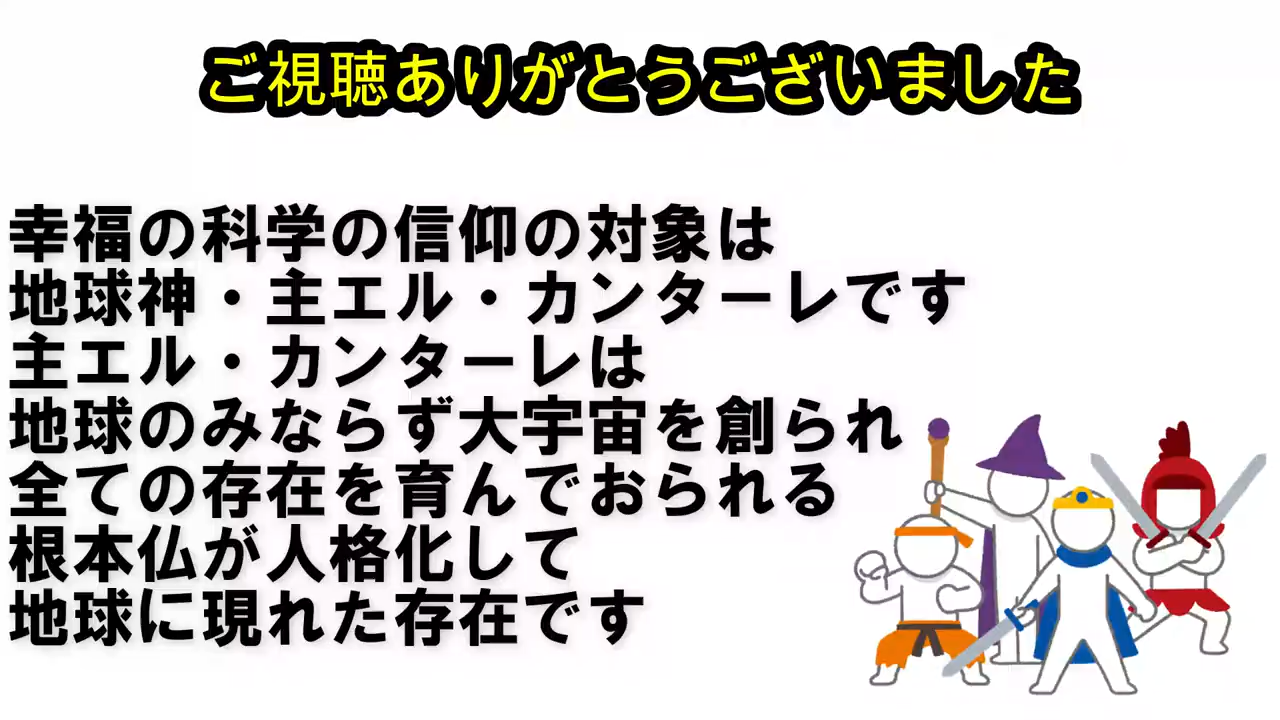 ご視聴ありがとうございました
幸福の科学の信仰の対象は
地球神・主エル・カンターレです
主エル・カンターレは
地球のみならず大宇宙を創られ
全ての存在を育んでおられる
根本仏が人格化して
地球に現れた存在です